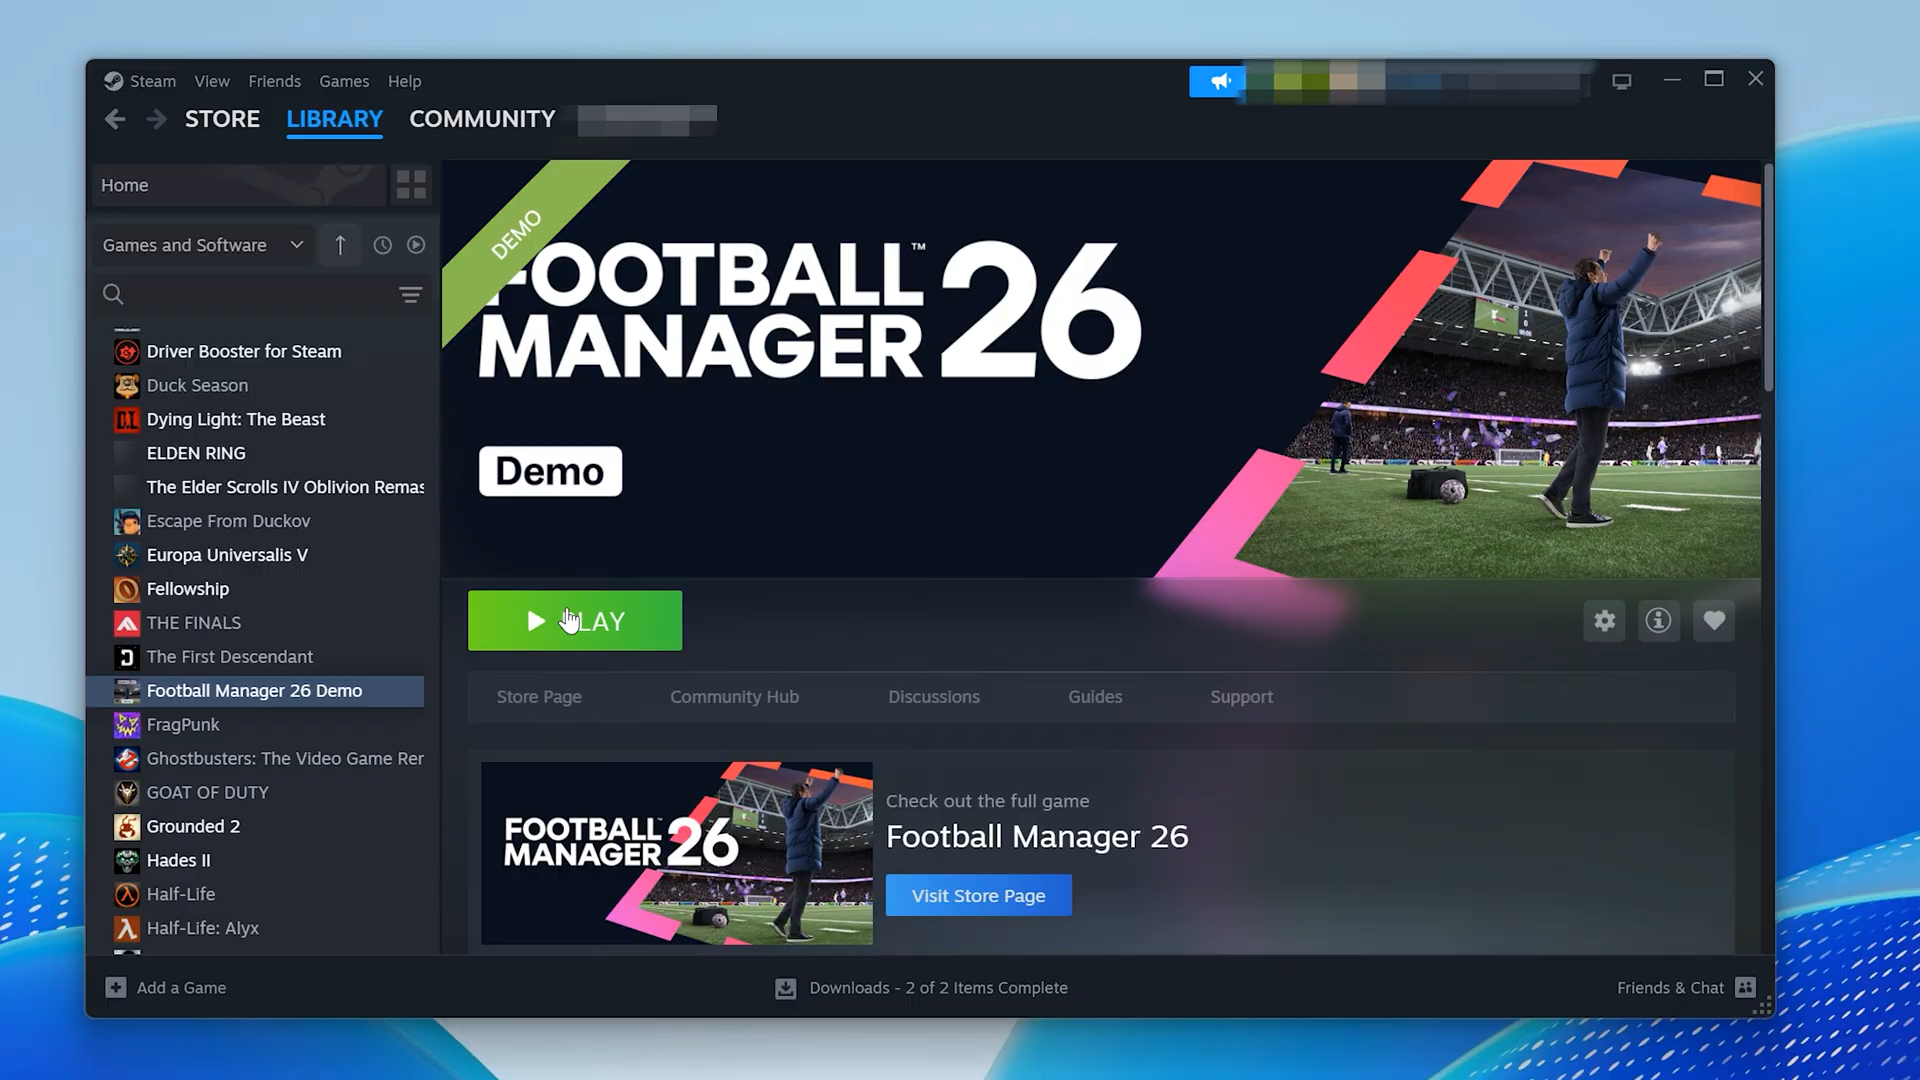 Steam View Friends Games Help
STORE LIBRARY COMMUNITY
Home
Games and Software
Driver Booster for Steam
Duck Season
Dying Light: The Beast
ELDEN RING
The Elder Scrolls IV Oblivion Remas
Escape From Duckov
Europa Universalis V
Fellowship
THE FINALS
The First Descendant
Football Manager 26 Demo
FragPunk
Ghostbusters: The Video Game Rer
GOAT OF DUTY
Grounded 2
Hades II
Half-Life
Half-Life: Alyx
DEMO
FOOTBALL™
MANAGER 26
Demo
PLAY
Store Page Community Hub Discussions Guides Support
FOOTBALL
MANAGER 26
Check out the full game
Football Manager 26
Visit Store Page
Add a Game
Downloads - 2 of 2 Items Complete
Friends & Chat